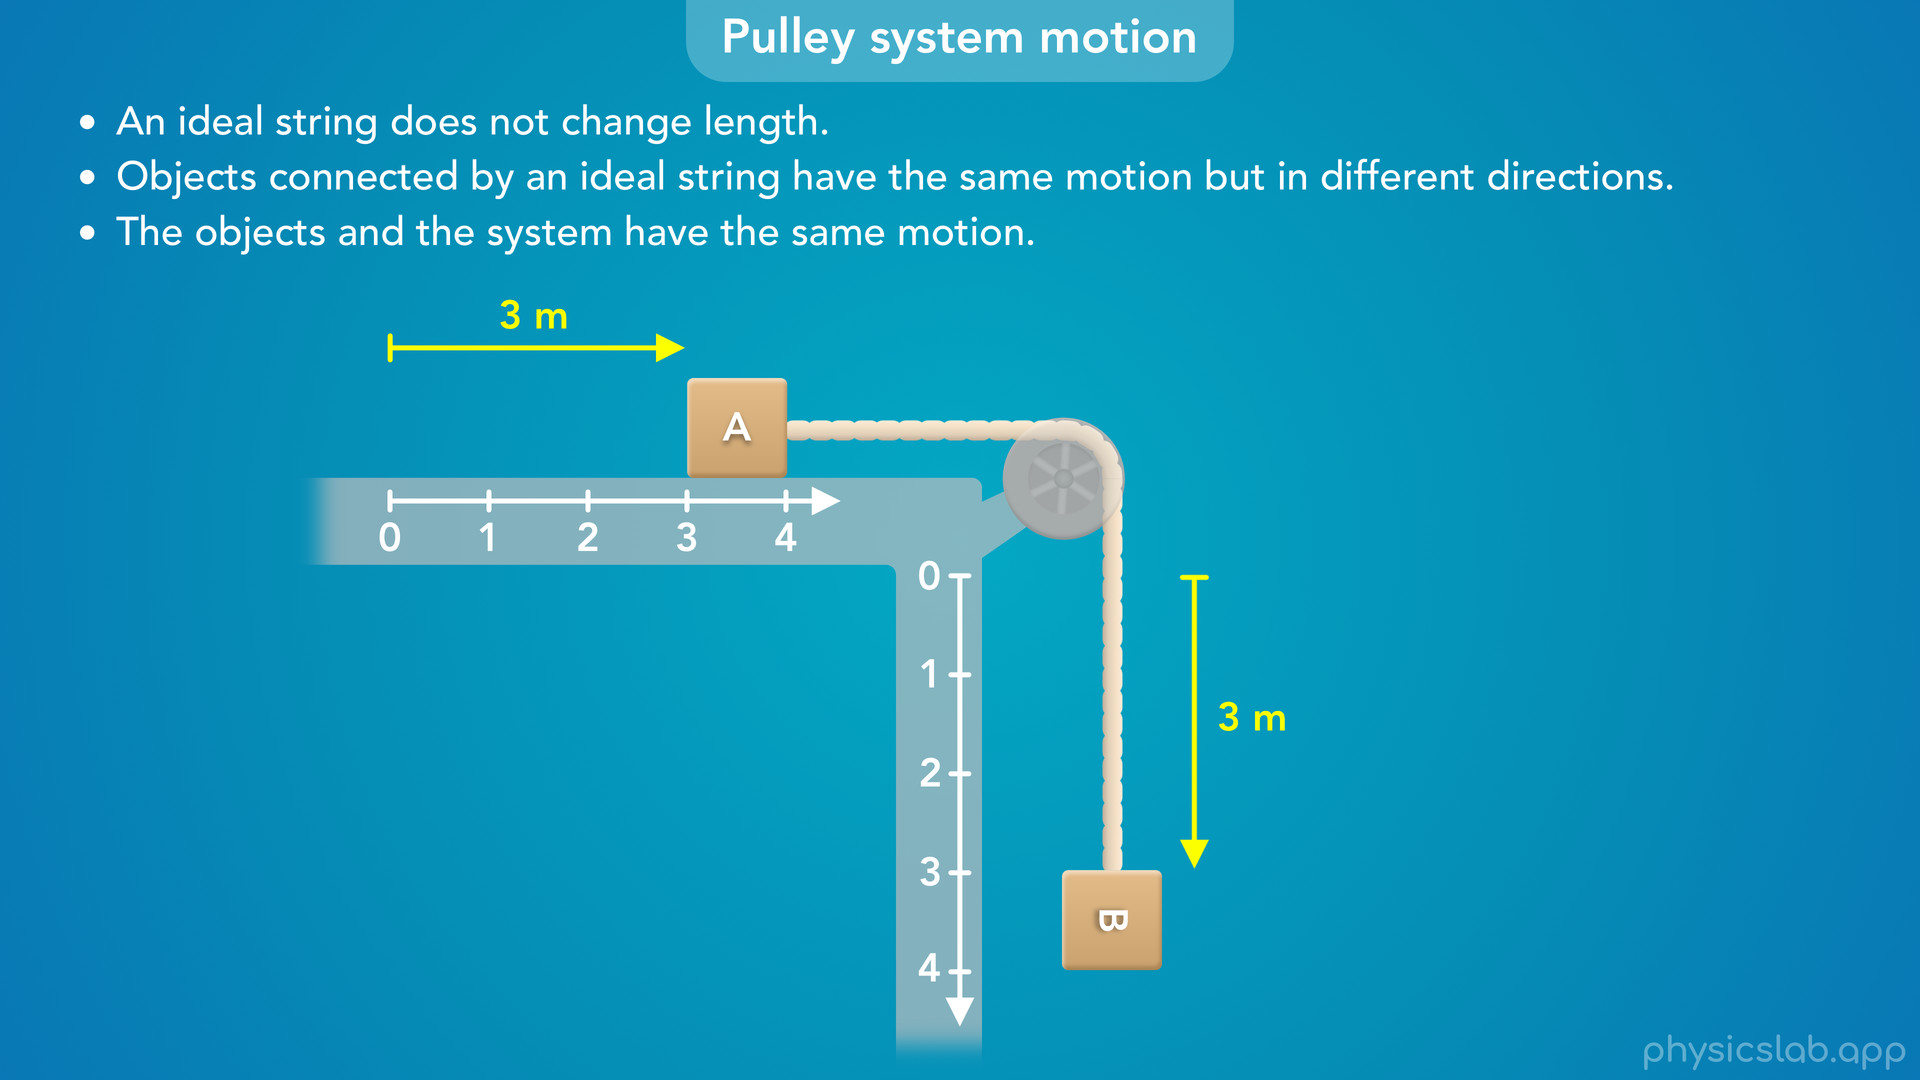 Pulley system motion
• An ideal string does not change length.
• Objects connected by an ideal string have the same motion but in different directions.
• The objects and the system have the same motion.
3 m
A
0 1 2 3 4
0
1
2
3
4
3 m
B
physicslab.app